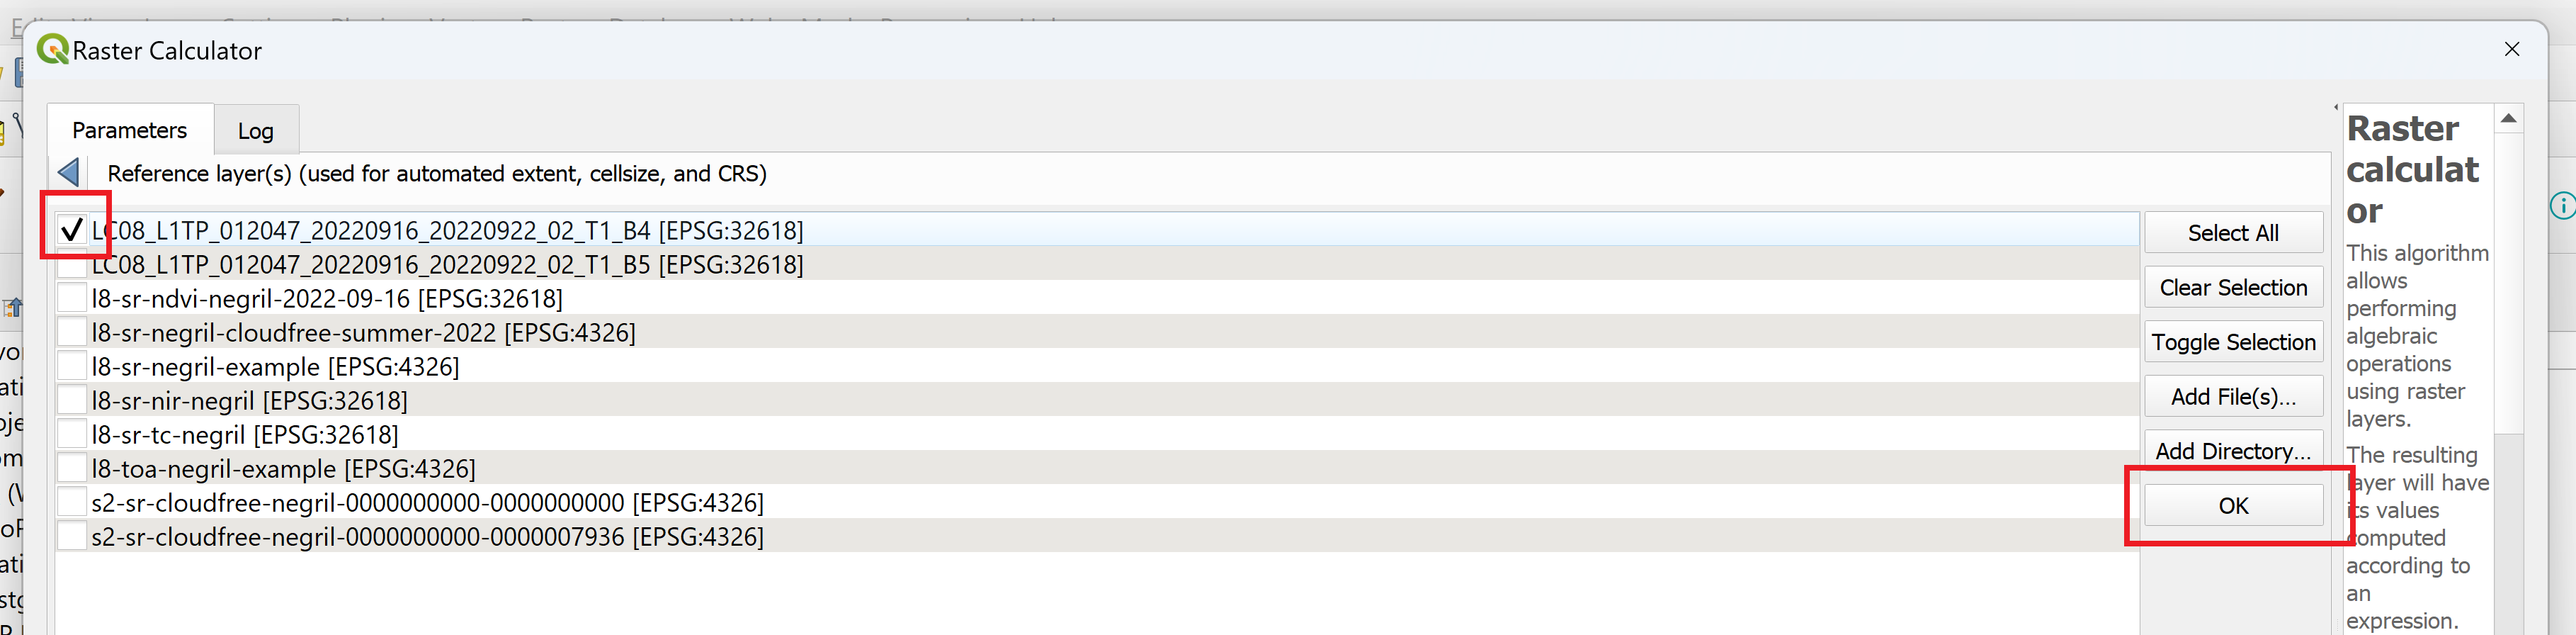 Raster Calculator
Parameters
Log
Reference layer(s) (used for automated extent, cellsize, and CRS)
LC08_L1TP_012047_20220916_20220922_02_T1_B4 [EPSG:32618]
LC08_L1TP_012047_20220916_20220922_02_T1_B5 [EPSG:32618]
l8-sr-ndvi-negril-2022-09-16 [EPSG:32618]
l8-sr-negril-cloudfree-summer-2022 [EPSG:4326]
l8-sr-negril-example [EPSG:4326]
l8-sr-nir-negril [EPSG:32618]
l8-sr-tc-negril [EPSG:32618]
l8-toa-negril-example [EPSG:4326]
s2-sr-cloudfree-negril-0000000000-0000000000 [EPSG:4326]
s2-sr-cloudfree-negril-0000000000-0000007936 [EPSG:4326]
Select All
Clear Selection
Toggle Selection
Add File(s)...
Add Directory...
OK
Raster
calculat
or
This algorithm
allows
performing
algebraic
operations
using raster
layers.
The resulting
layer will have
its values
computed
according to
an
expression.